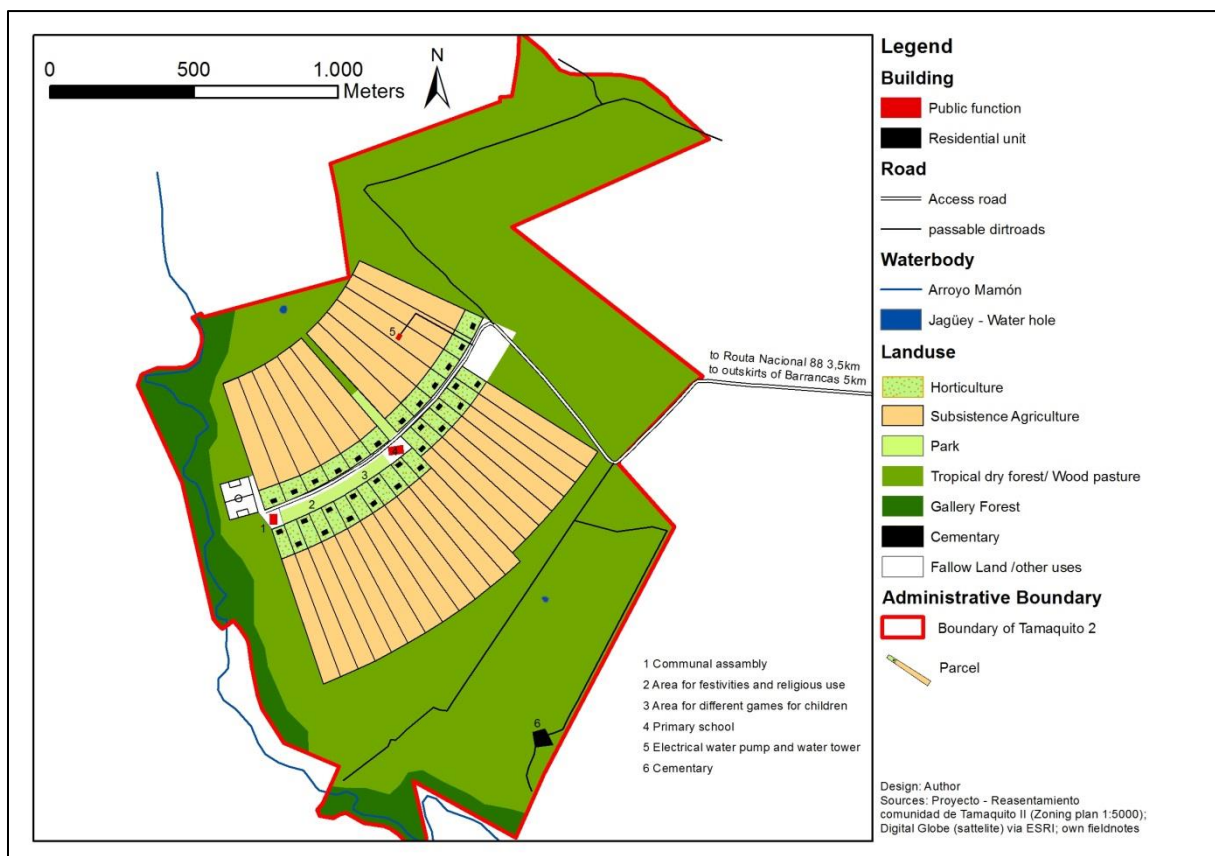 0 500 1.000
Meters
N
to Routa Nacional 88 3,5km
to outskirts of Barrancas 5km
5
4
3
2
1
6
1 Communal assambly
2 Area for festivities and religious use
3 Area for different games for children
4 Primary school
5 Electrical water pump and water tower
6 Cementary
Legend
Building
Public function
Residential unit
Road
Access road
passable dirtroads
Waterbody
Arroyo Mamón
Jagüey - Water hole
Landuse
Horticulture
Subsistence Agriculture
Park
Tropical dry forest/ Wood pasture
Gallery Forest
Cementary
Fallow Land /other uses
Administrative Boundary
Boundary of Tamaquito 2
Parcel
Design: Author
Sources: Proyecto - Reasentamiento
comunidad de Tamaquito II (Zoning plan 1:5000);
Digital Globe (sattelite) via ESRI; own fieldnotes